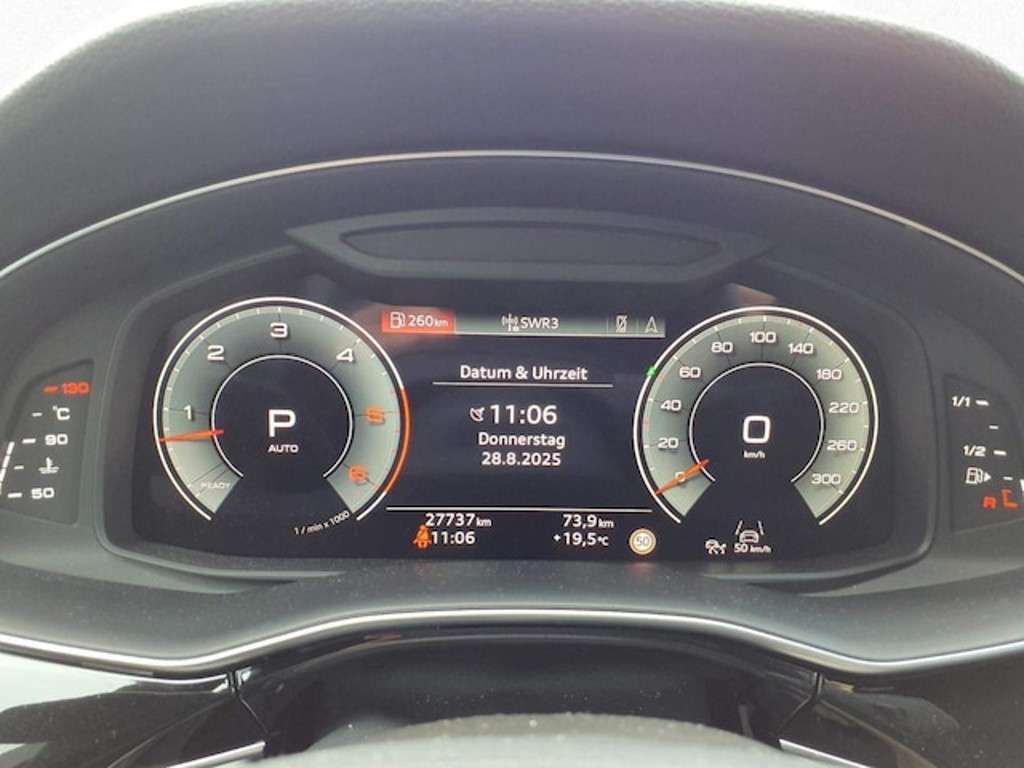 260 km
SWR3
Datum & Uhrzeit
11:06
Donnerstag
28.8.2025
27737 km
73,9 km
11:06
+19,5 °C
50
50 km/h
READY
1
2
3
4
5
6
P
AUTO
1 / min x 1000
0
20
40
60
80
100
140
180
220
260
300
0
km/h
130
°C
90
50
1/1
1/2
R